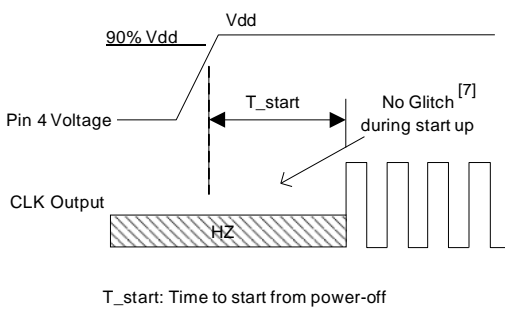 Vdd
90% Vdd
T_start
No Glitch [7]
during start up
Pin 4 Voltage
CLK Output
HZ
T_start: Time to start from power-off